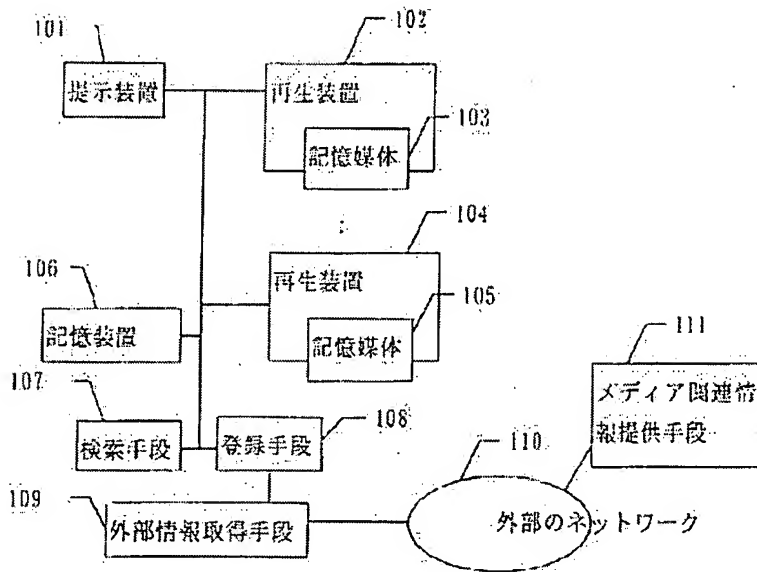 101
102
提示装置
再生装置
103
記憶媒体
104
106
再生装置
105
記憶装置
記憶媒体
111
107
メディア関連情
報提供手段
108
検索手段
登録手段
110
109
外部情報取得手段
外部のネットワーク